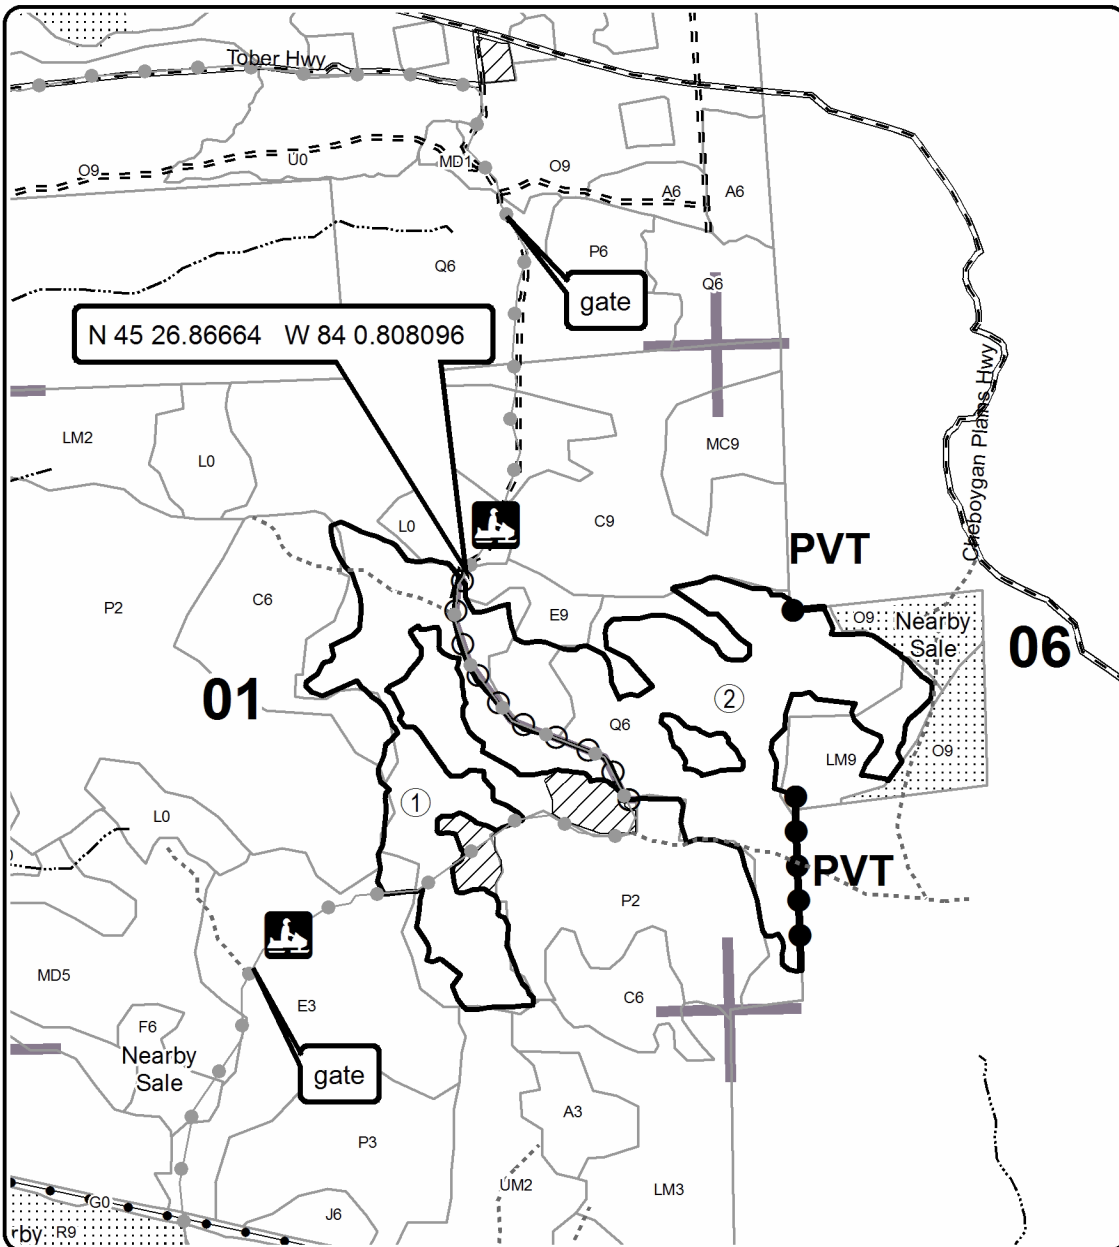 Tober Hwy
O9
Ú0
MD1
O9
A6
A6
P6
Q6
Q6
gate
N 45 26.86664 W 84 0.808096
Cheboygan Plains Hwy
LM2
L0
MC9
L0
C9
PVT
P2
C6
E9
O9
Nearby
Sale
06
01
2
Q6
LM9
O9
1
L0
PVT
P2
MD5
E3
C6
F6
Nearby
Sale
gate
A3
P3
ÚM2
LM3
G0
J6
rby
R9